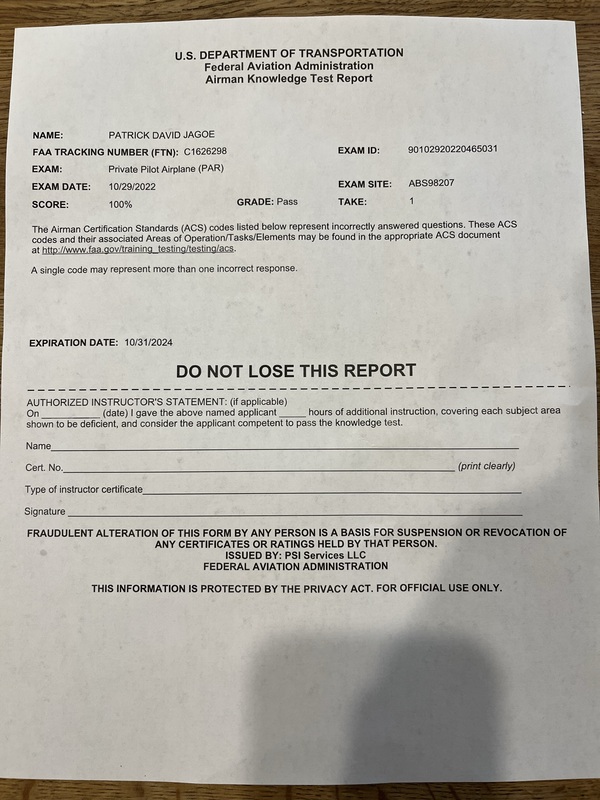 U.S. DEPARTMENT OF TRANSPORTATION
Federal Aviation Administration
Airman Knowledge Test Report
NAME: PATRICK DAVID JAGOE
FAA TRACKING NUMBER (FTN): C1626298 EXAM ID: 90102920220465031
EXAM: Private Pilot Airplane (PAR)
EXAM DATE: 10/29/2022 EXAM SITE: ABS98207
SCORE: 100% GRADE: Pass TAKE: 1
The Airman Certification Standards (ACS) codes listed below represent incorrectly answered questions. These ACS
codes and their associated Areas of Operation/Tasks/Elements may be found in the appropriate ACS document
at http://www.faa.gov/training_testing/testing/acs.
A single code may represent more than one incorrect response.
EXPIRATION DATE: 10/31/2024
DO NOT LOSE THIS REPORT
AUTHORIZED INSTRUCTOR'S STATEMENT: (if applicable)
On __________ (date) I gave the above named applicant _____ hours of additional instruction, covering each subject area
shown to be deficient, and consider the applicant competent to pass the knowledge test.
Name
Cert. No. (print clearly)
Type of instructor certificate
Signature
FRAUDULENT ALTERATION OF THIS FORM BY ANY PERSON IS A BASIS FOR SUSPENSION OR REVOCATION OF
ANY CERTIFICATES OR RATINGS HELD BY THAT PERSON.
ISSUED BY: PSI Services LLC
FEDERAL AVIATION ADMINISTRATION
THIS INFORMATION IS PROTECTED BY THE PRIVACY ACT. FOR OFFICIAL USE ONLY.